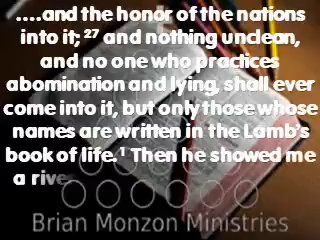 ....and the honor of the nations
into it; 27 and nothing unclean,
and no one who practices
abomination and lying, shall ever
come into it, but only those whose
names are written in the Lamb's
book of life. 1 Then he showed me
a rive
Brian Monzon Ministries